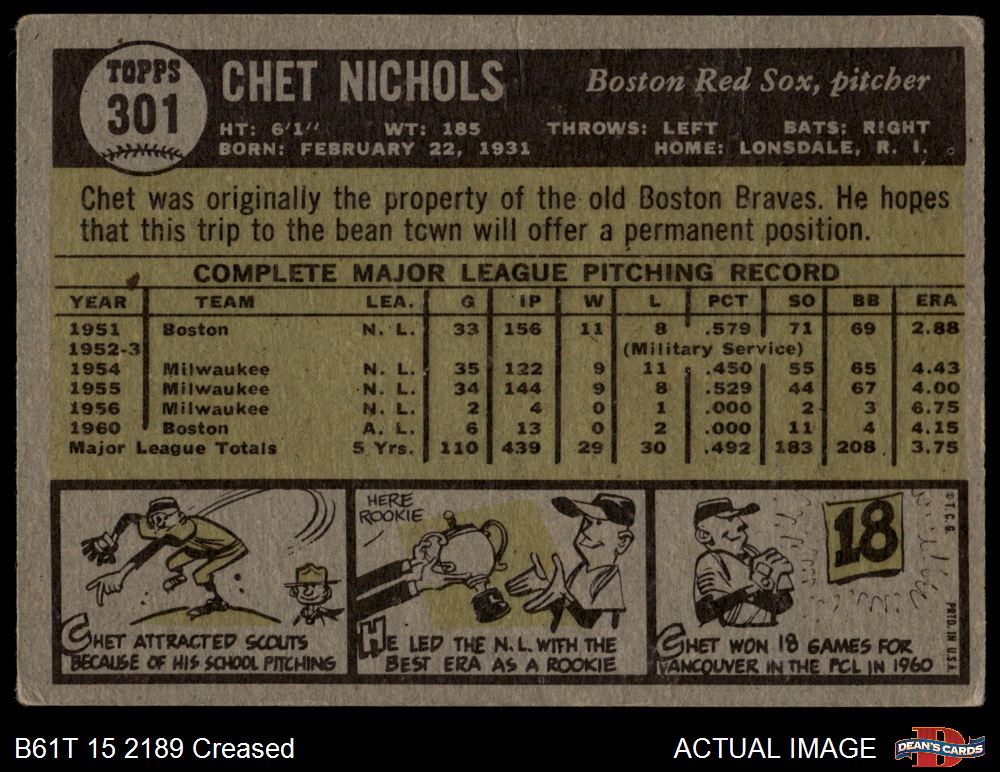 TOPPS
301
CHET NICHOLS
Boston Red Sox, pitcher
HT: 6'1" WT: 185 THROWS: LEFT BATS: RIGHT
BORN: FEBRUARY 22, 1931 HOME: LONSDALE, R. I.
Chet was originally the property of the old Boston Braves. He hopes
that this trip to the bean town will offer a permanent position.
COMPLETE MAJOR LEAGUE PITCHING RECORD
YEAR TEAM LEA. G IP W L PCT SO BB ERA
1951 Boston N. L. 33 156 11 8 .579 71 69 2.88
1952-3 (Military Service)
1954 Milwaukee N. L. 35 122 9 11 .450 55 65 4.43
1955 Milwaukee N. L. 34 144 9 8 .529 44 67 4.00
1956 Milwaukee N. L. 2 4 0 1 .000 2 3 6.75
1960 Boston A. L. 6 13 0 2 .000 11 4 4.15
Major League Totals 5 Yrs. 110 439 29 30 .492 183 208 3.75
CHET ATTRACTED SCOUTS
BECAUSE OF HIS SCHOOL PITCHING
HERE
ROOKIE
HE LED THE N.L. WITH THE
BEST ERA AS A ROOKIE
18
CHET WON 18 GAMES FOR
VANCOUVER IN THE PCL IN 1960
© T.C.G.
PRTD. IN U.S.A.
B61T 15 2189 Creased
ACTUAL IMAGE
DEAN'S CARDS